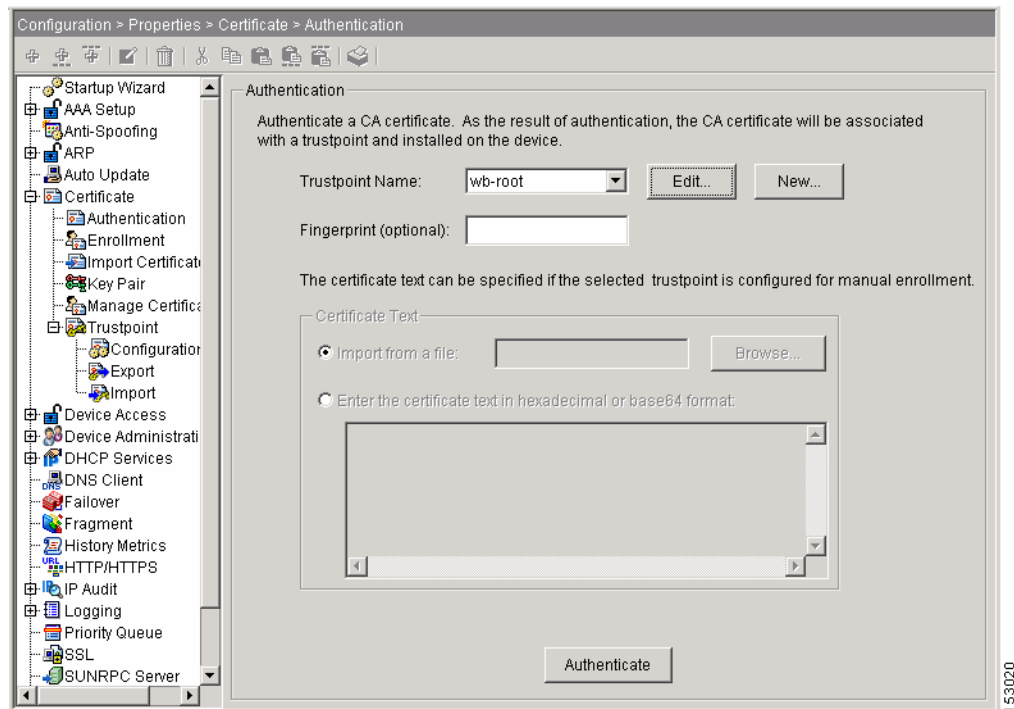 Configuration > Properties > Certificate > Authentication
Startup Wizard
AAA Setup
Anti-Spoofing
ARP
Auto Update
Certificate
Authentication
Enrollment
Import Certificat
Key Pair
Manage Certifica
Trustpoint
Configuration
Export
Import
Device Access
Device Administrati
DHCP Services
DNS
DNS Client
Failover
Fragment
History Metrics
URL
HTTP/HTTPS
IP Audit
Logging
Priority Queue
SSL
SUNRPC Server
Authentication
Authenticate a CA certificate. As the result of authentication, the CA certificate will be associated
with a trustpoint and installed on the device.
Trustpoint Name: wb-root Edit... New...
Fingerprint (optional):
The certificate text can be specified if the selected trustpoint is configured for manual enrollment.
Certificate Text
Import from a file: Browse...
Enter the certificate text in hexadecimal or base64 format:
Authenticate
153020